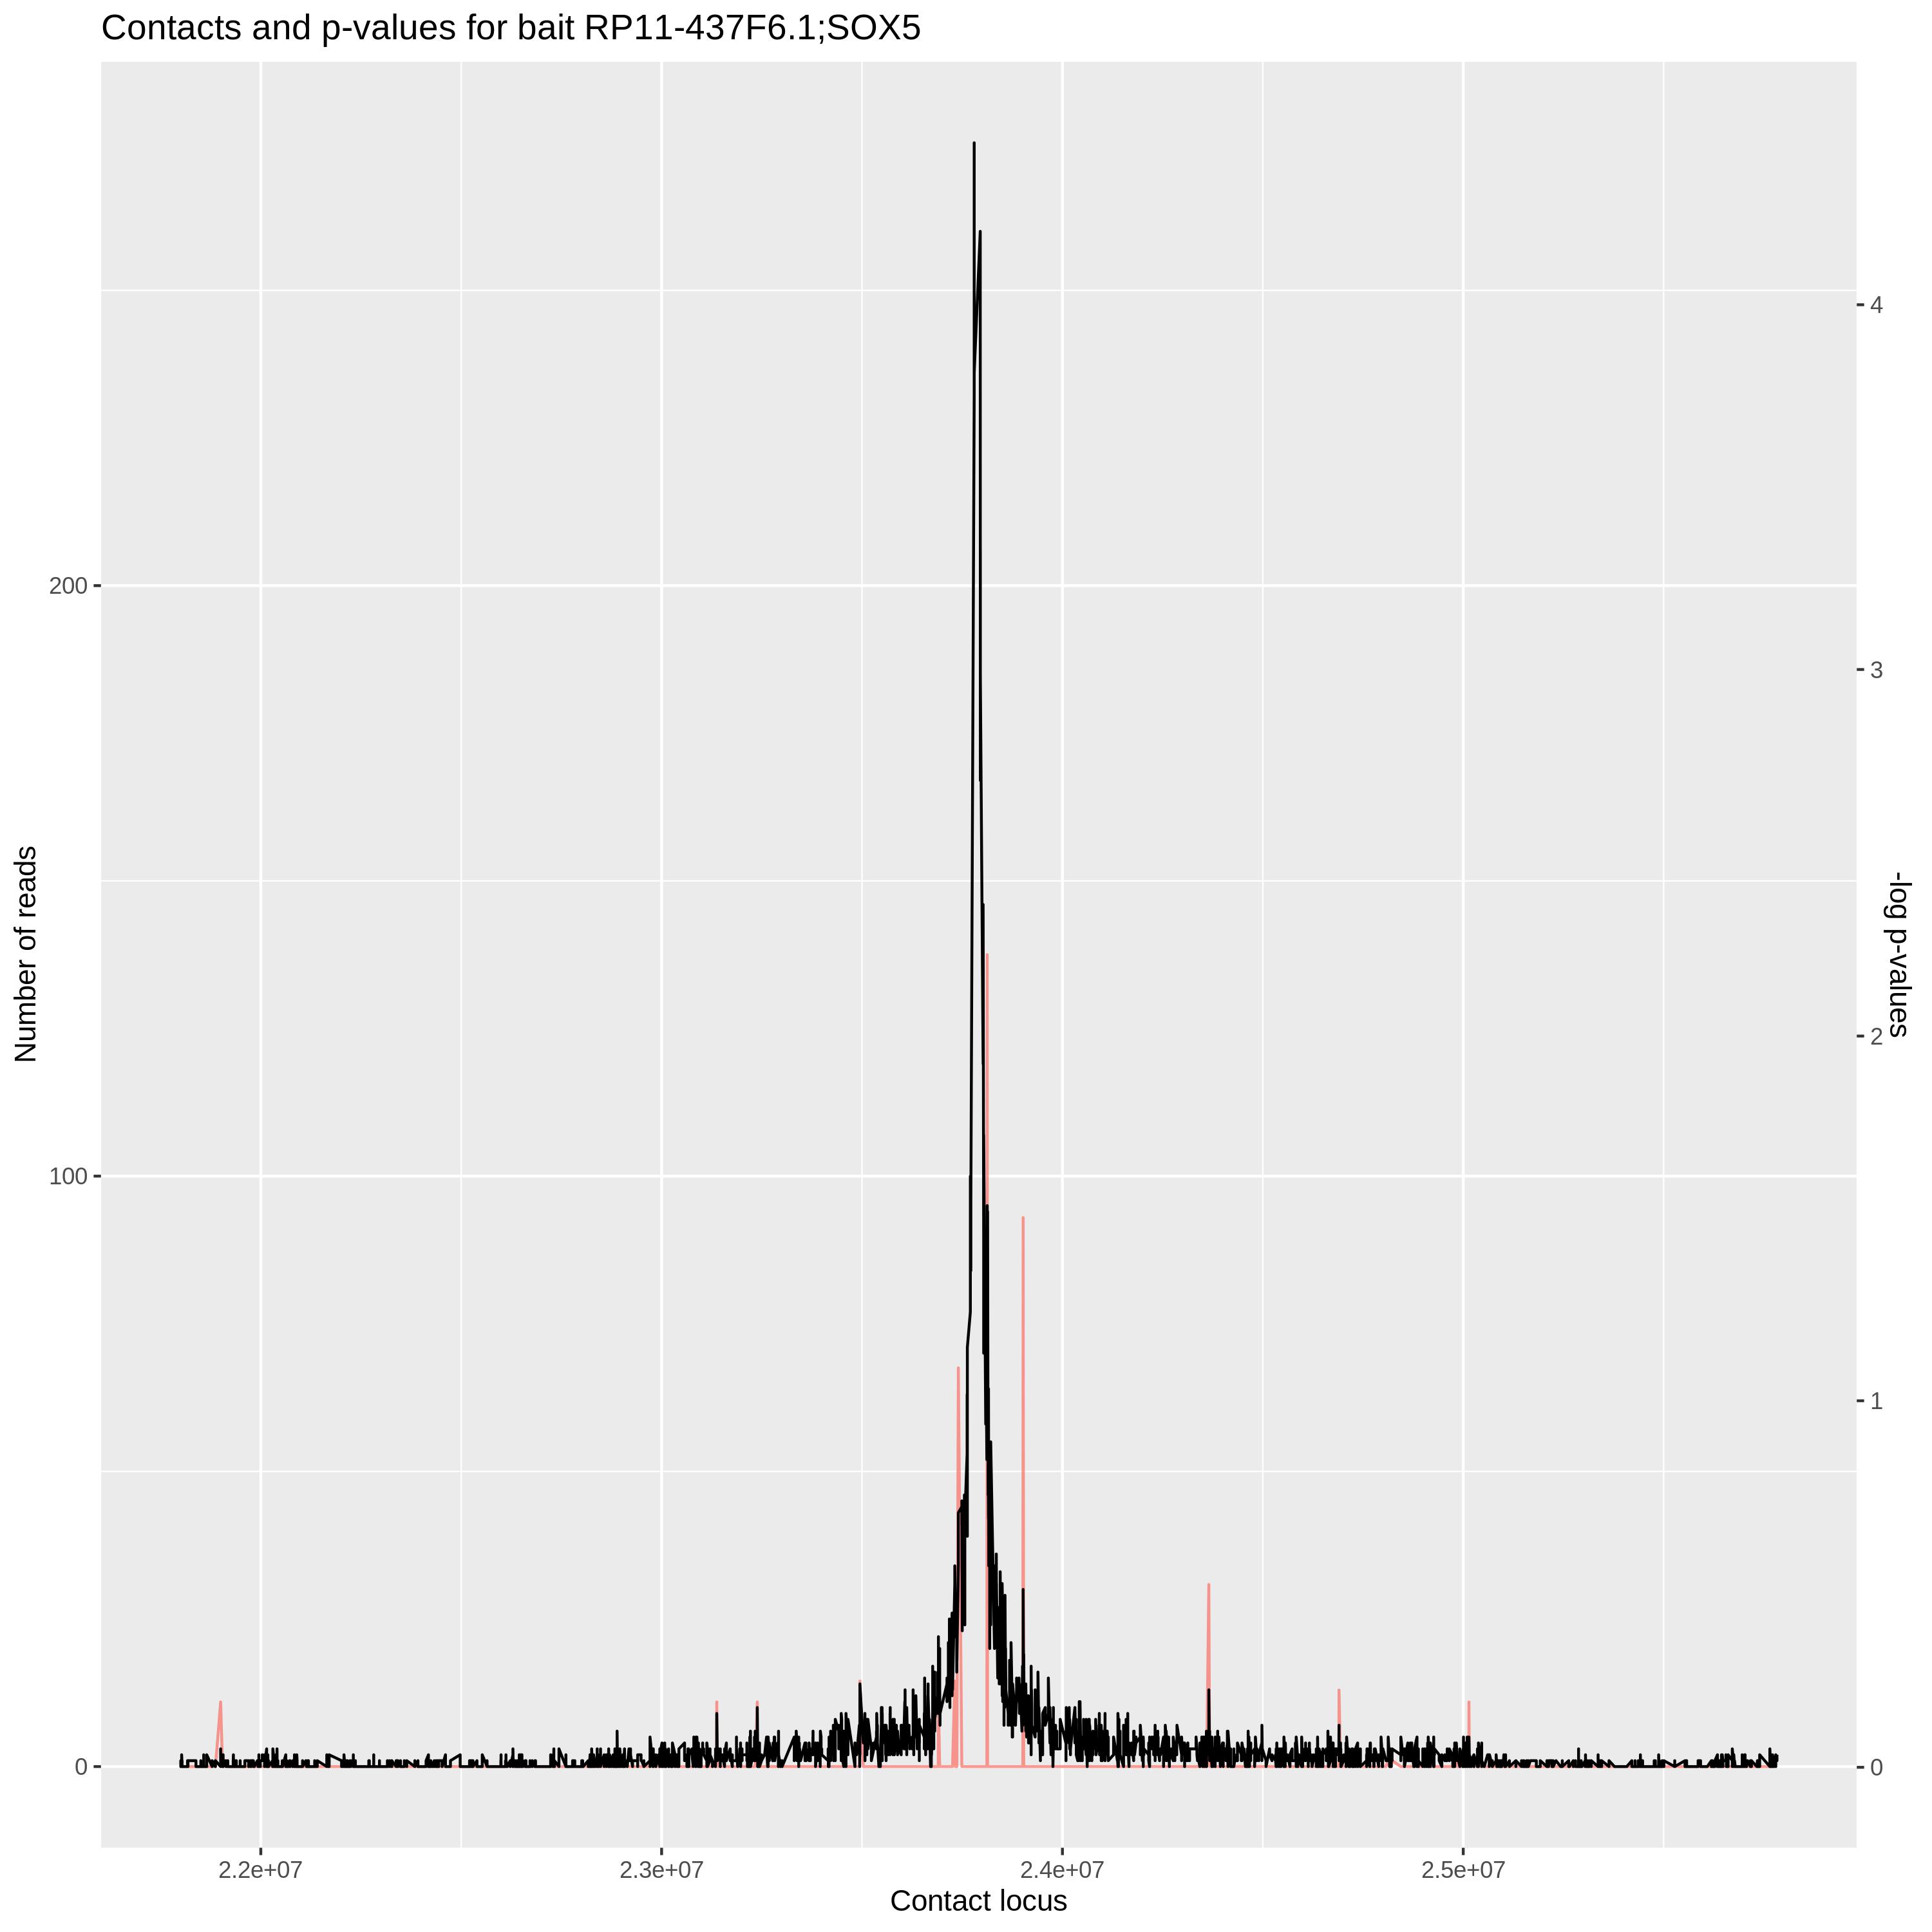 Contacts and p-values for bait RP11-437F6.1;SOX5
Number of reads
200
100
0
4
3
2
1
0
-log p-values
2.2e+07 2.3e+07 2.4e+07 2.5e+07
Contact locus